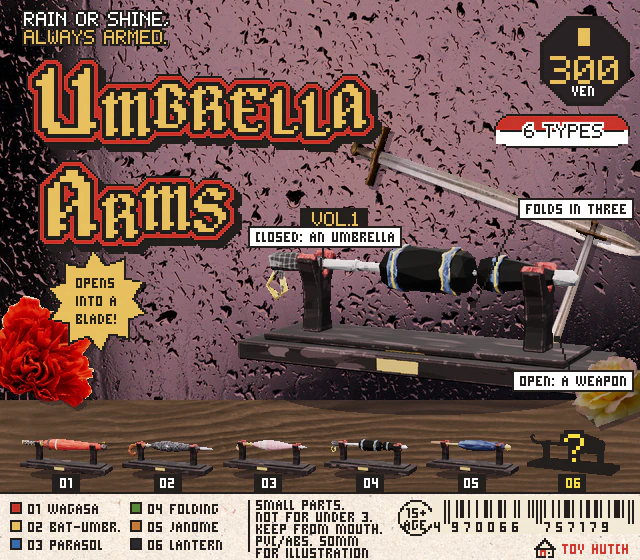 RAIN OR SHINE.
ALWAYS ARMED.
300
YEN
6 TYPES
UMBRELLA
ARMS
VOL.1
FOLDS IN THREE
CLOSED: AN UMBRELLA
OPENS
INTO A
BLADE!
OPEN: A WEAPON
?
01
02
03
04
05
06
01 WAGASA
02 BAT-UMBR.
03 PARASOL
04 FOLDING
05 JANOME
06 LANTERN
SMALL PARTS.
NOT FOR UNDER 3.
KEEP FROM MOUTH.
PVC/ABS. 50MM
FOR ILLUSTRATION
15+
AGE
4 970066 757179
TOY HUTCH